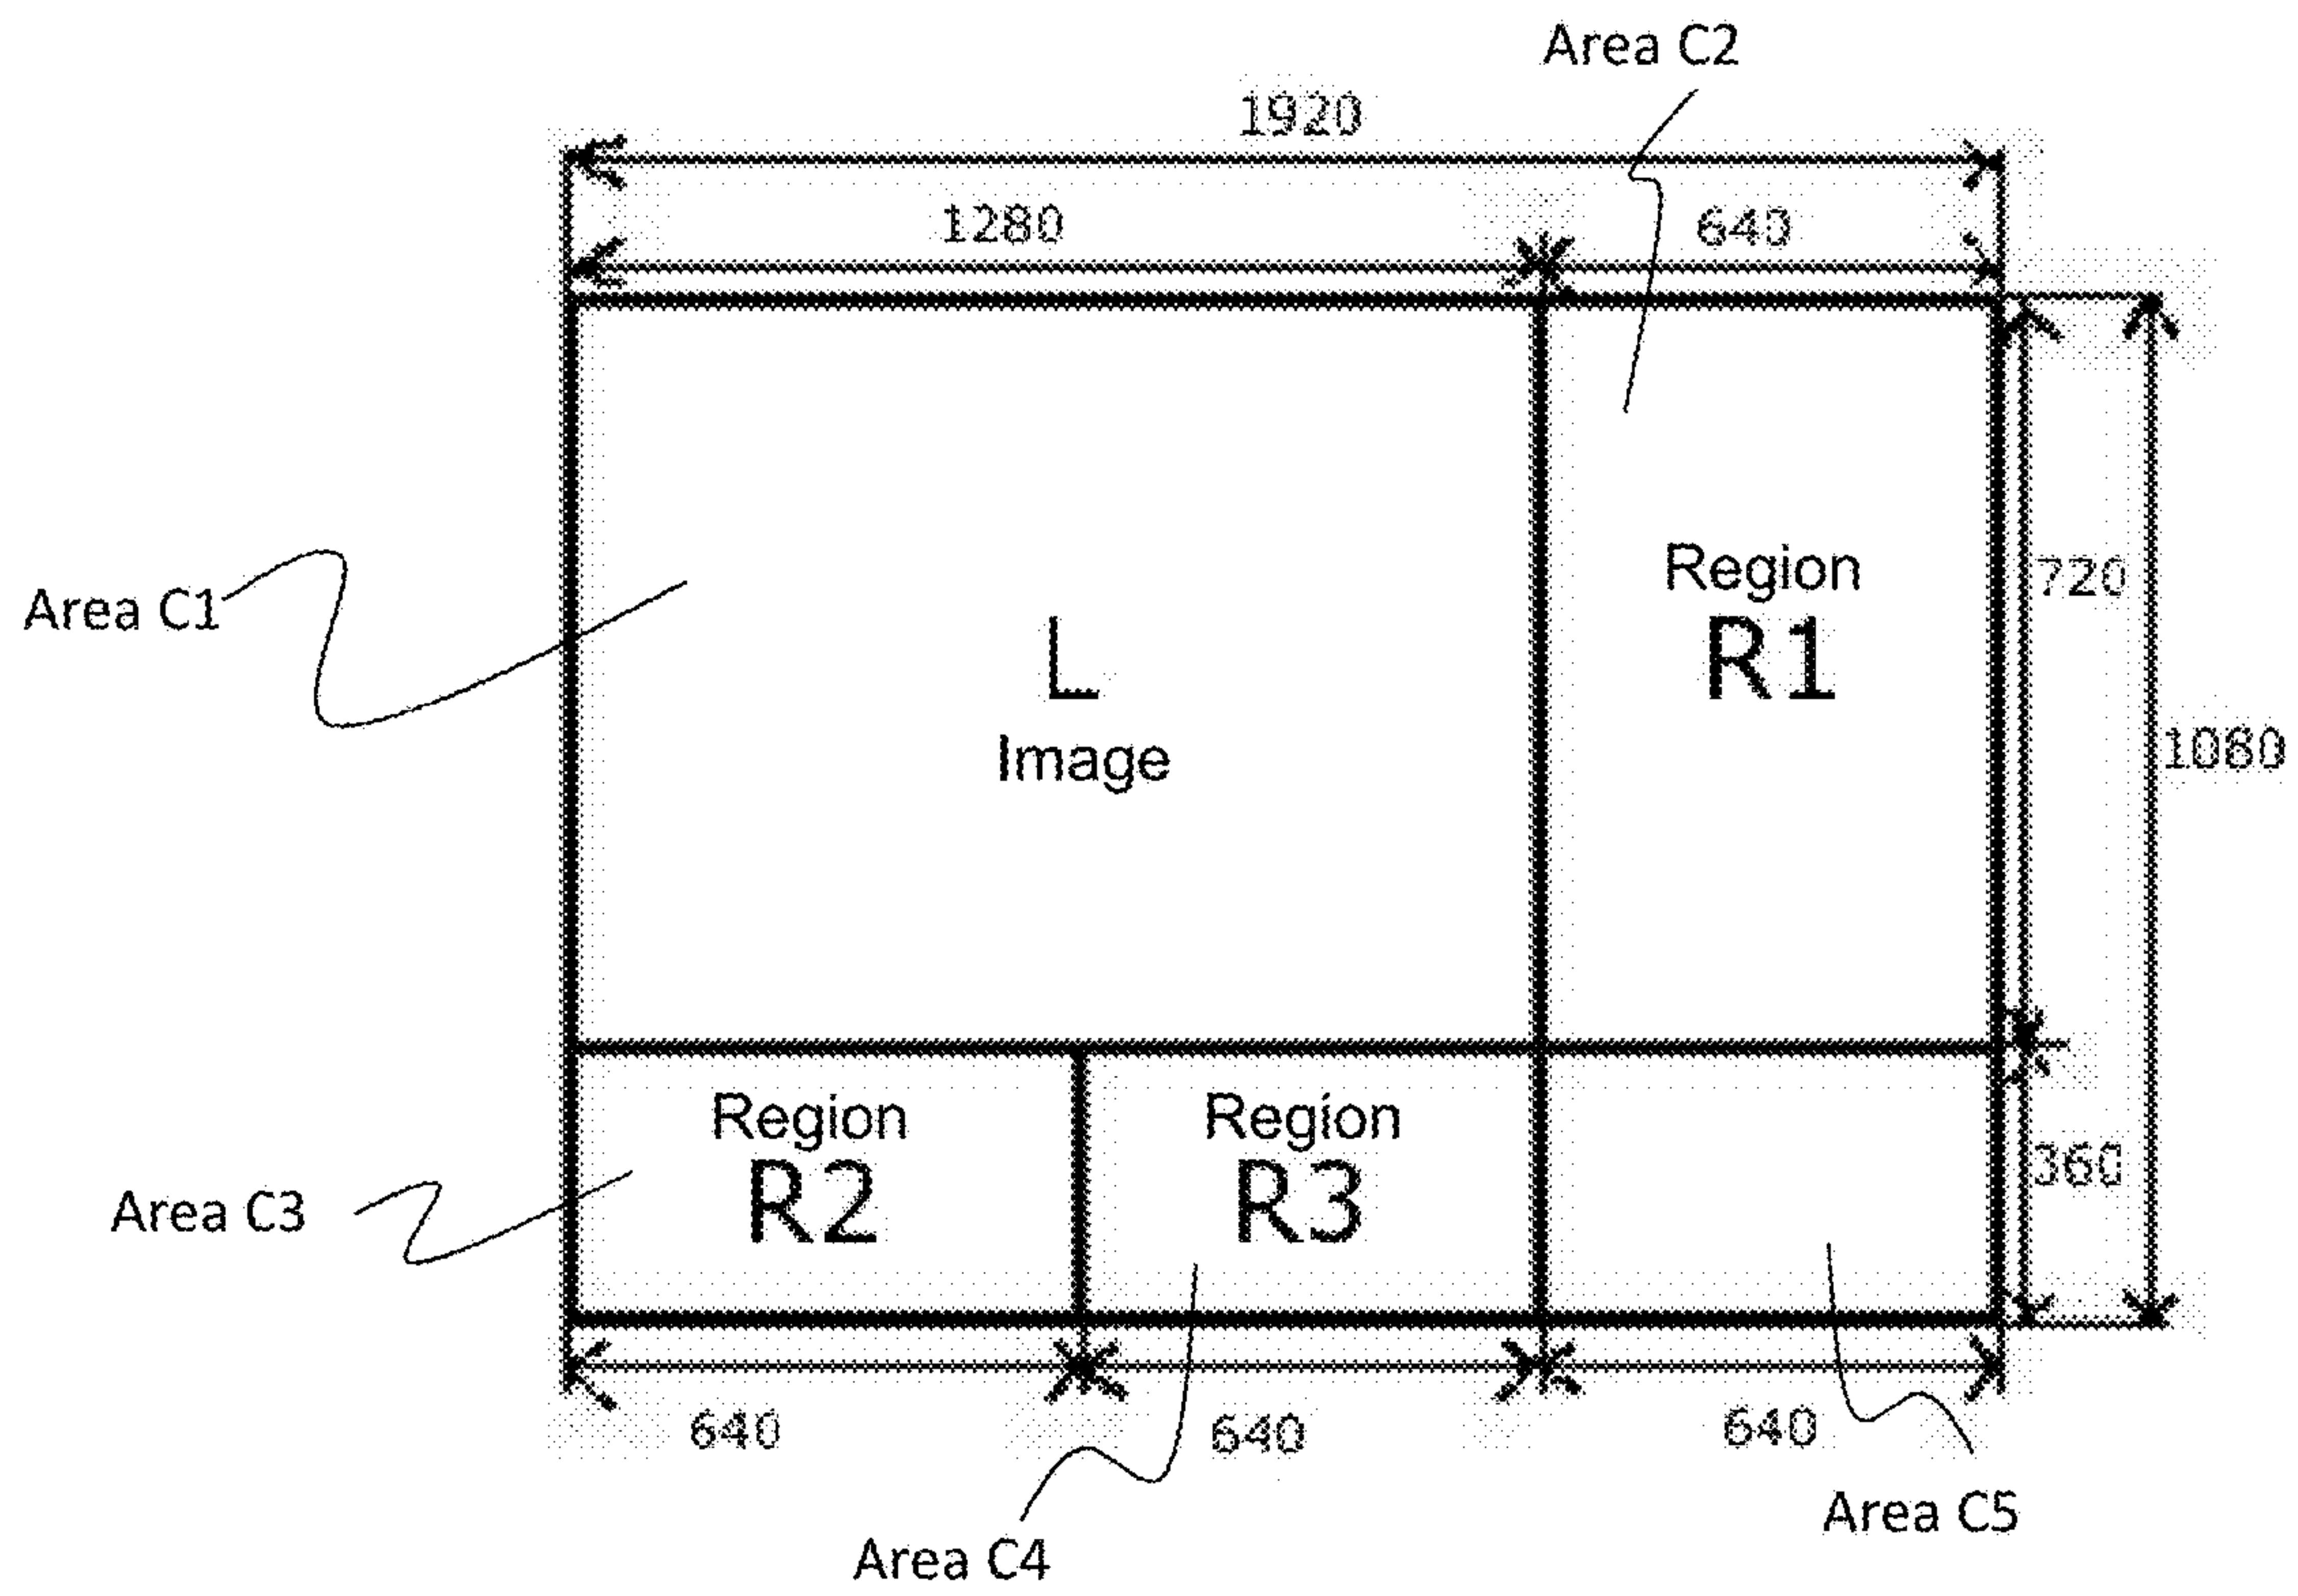 Area C2
1920
1280
640
Region
R1
720
Area C1
L
Image
1080
Region
R2
Region
R3
360
Area C3
640
640
640
Area C5
Area C4